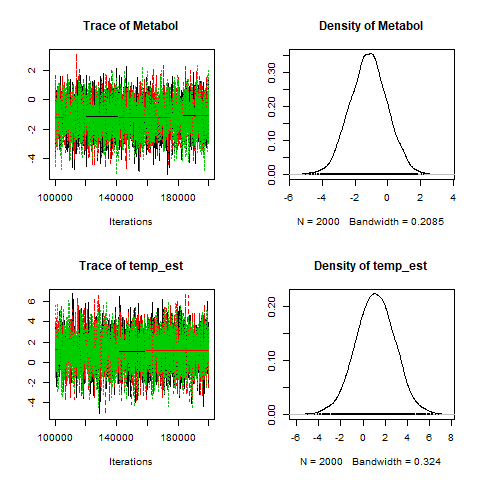 Trace of Metabol
2
0
-2
-4
100000 140000 180000
Iterations
Density of Metabol
0.30
0.20
0.10
0.00
-6 -4 -2 0 2 4
N = 2000 Bandwidth = 0.2085
Trace of temp_est
6
4
2
0
-2
-4
100000 140000 180000
Iterations
Density of temp_est
0.20
0.10
0.00
-6 -4 -2 0 2 4 6 8
N = 2000 Bandwidth = 0.324